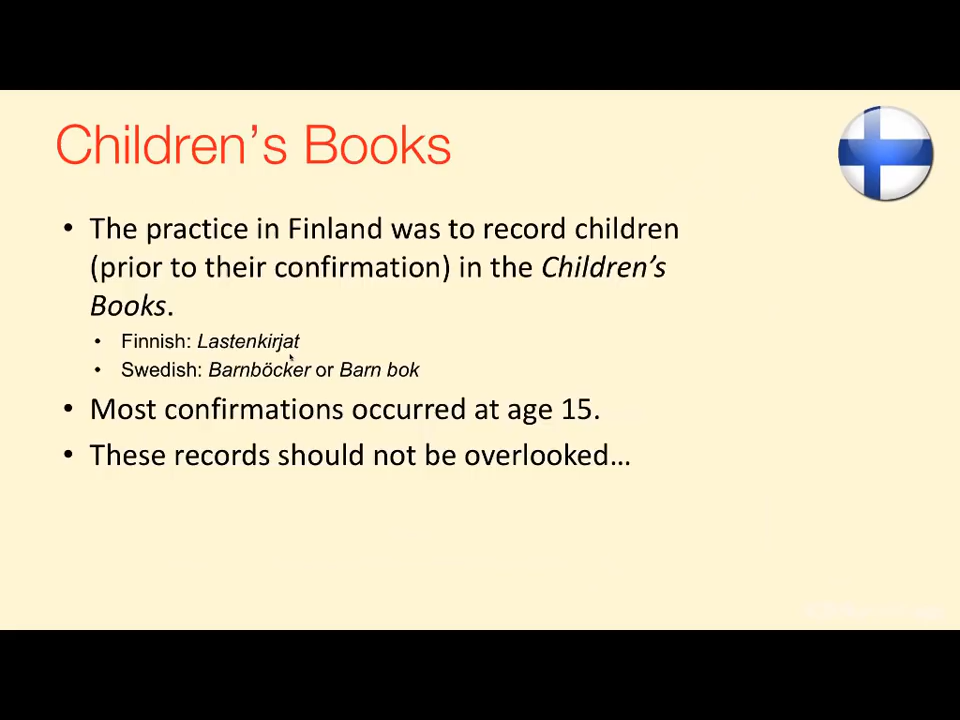 Children's Books
• The practice in Finland was to record children
(prior to their confirmation) in the Children's
Books.
• Finnish: Lastenkirjat
• Swedish: Barnböcker or Barn bok
• Most confirmations occurred at age 15.
• These records should not be overlooked…